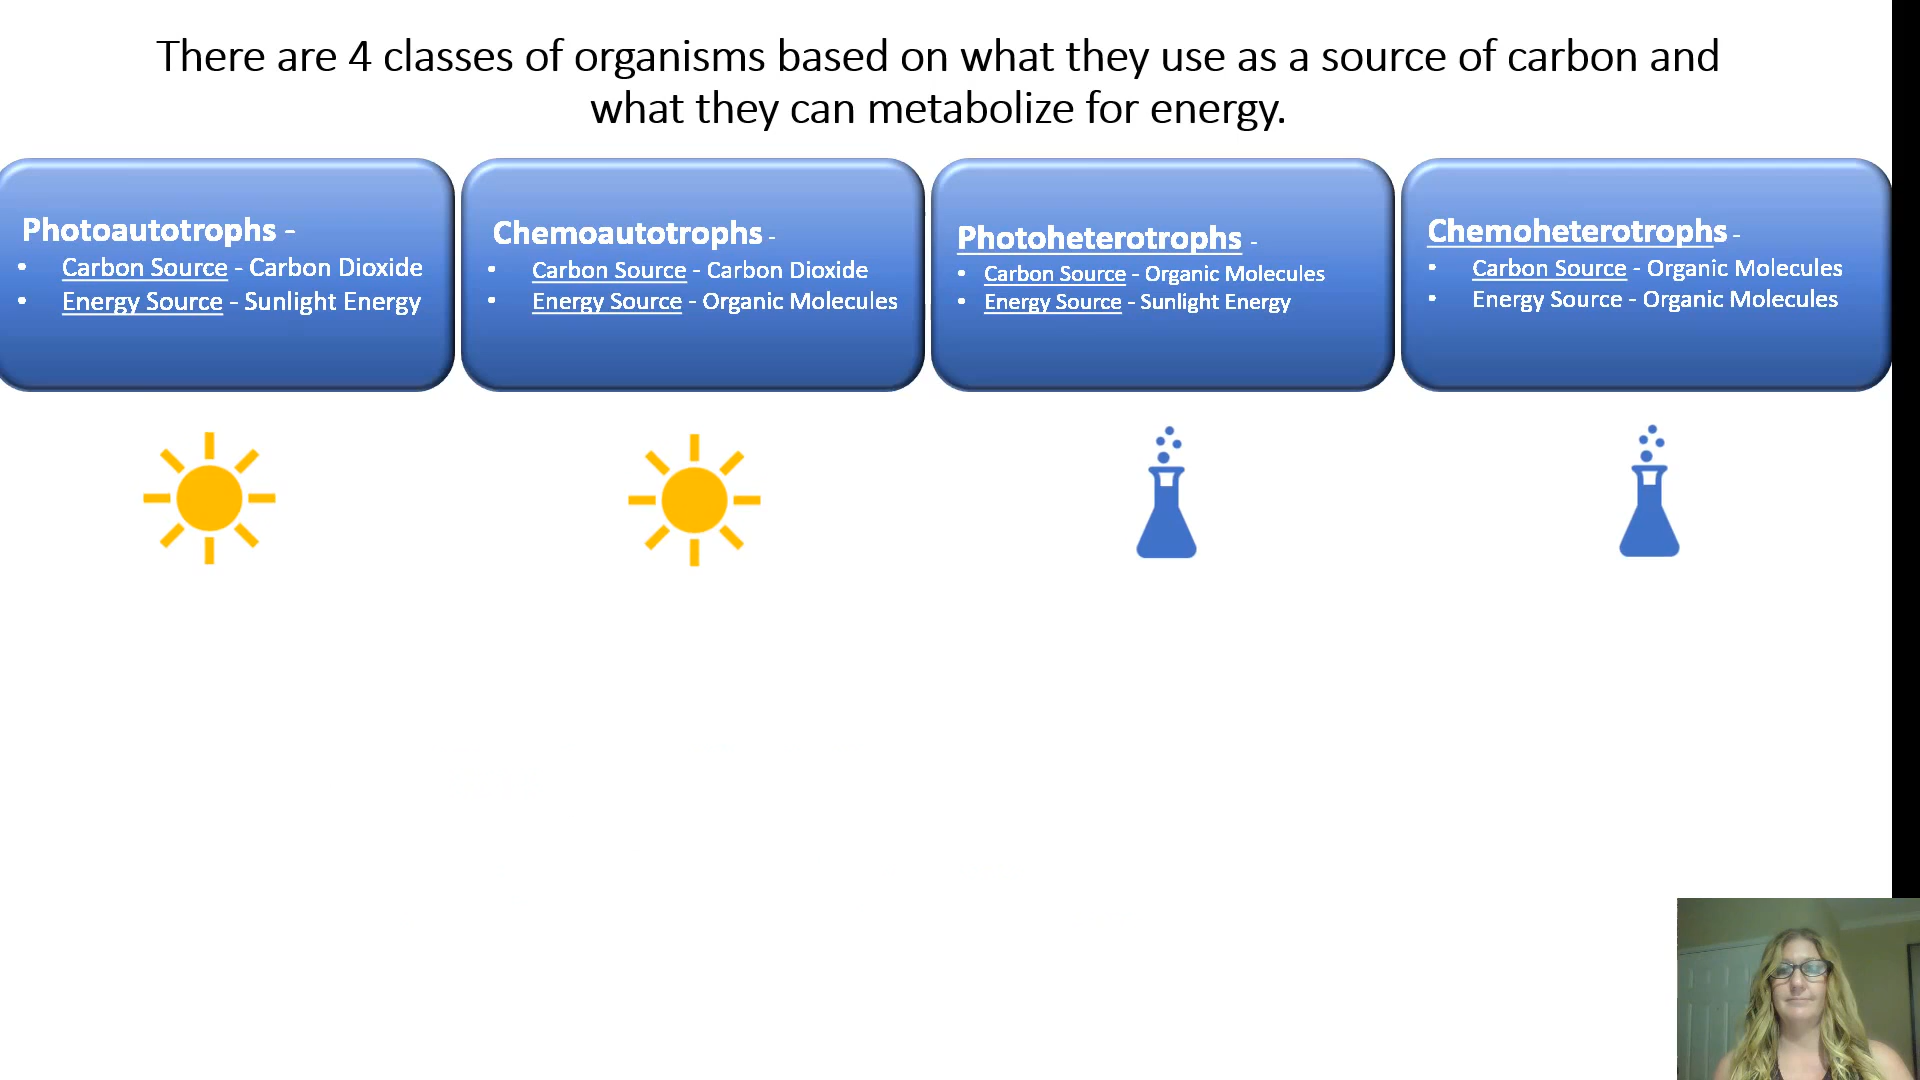 There are 4 classes of organisms based on what they use as a source of carbon and
what they can metabolize for energy.
Photoautotrophs -
• Carbon Source - Carbon Dioxide
• Energy Source - Sunlight Energy
Chemoautotrophs -
• Carbon Source - Carbon Dioxide
• Energy Source - Organic Molecules
Photoheterotrophs -
• Carbon Source - Organic Molecules
• Energy Source - Sunlight Energy
Chemoheterotrophs -
• Carbon Source - Organic Molecules
• Energy Source - Organic Molecules